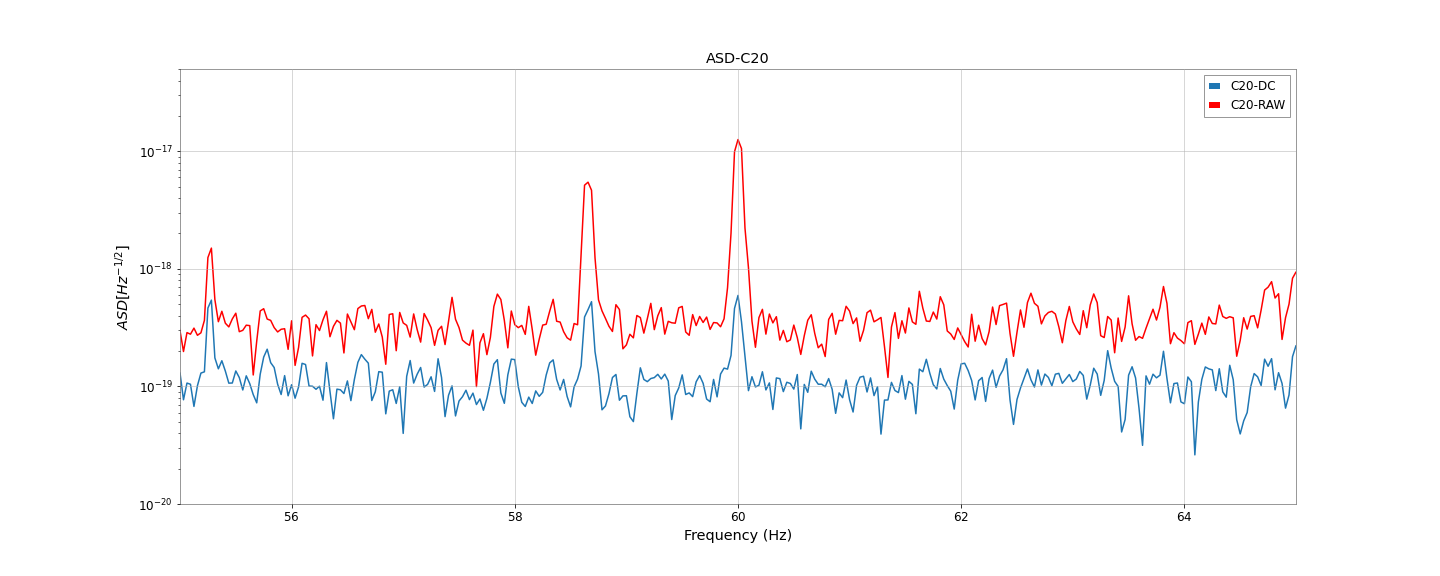 ASD-C20
C20-DC
C20-RAW
10⁻¹⁷
10⁻¹⁸
10⁻¹⁹
10⁻²⁰
ASD[Hz⁻¹/²]
56 58 60 62 64
Frequency (Hz)